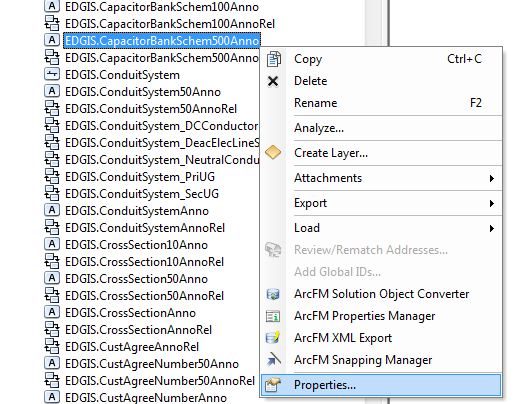 EDGIS.CapacitorBankSchem100Anno
EDGIS.CapacitorBankSchem100AnnoRel
EDGIS.CapacitorBankSchem500Anno
EDGIS.CapacitorBankSchem500Anno
EDGIS.ConduitSystem
EDGIS.ConduitSystem50Anno
EDGIS.ConduitSystem50AnnoRel
EDGIS.ConduitSystem_DCConductor
EDGIS.ConduitSystem_DeacElecLineS
EDGIS.ConduitSystem_NeutralCondu
EDGIS.ConduitSystem_PriUG
EDGIS.ConduitSystem_SecUG
EDGIS.ConduitSystemAnno
EDGIS.ConduitSystemAnnoRel
EDGIS.CrossSection10Anno
EDGIS.CrossSection10AnnoRel
EDGIS.CrossSection50Anno
EDGIS.CrossSection50AnnoRel
EDGIS.CrossSectionAnno
EDGIS.CrossSectionAnnoRel
EDGIS.CustAgreeAnnoRel
EDGIS.CustAgreeNumber50Anno
EDGIS.CustAgreeNumber50AnnoRel
EDGIS.CustAgreeNumberAnno
Copy Ctrl+C
Delete
Rename F2
Analyze...
Create Layer...
Attachments
Export
Load
Review/Rematch Addresses...
Add Global IDs...
ArcFM Solution Object Converter
ArcFM Properties Manager
ArcFM XML Export
ArcFM Snapping Manager
Properties...